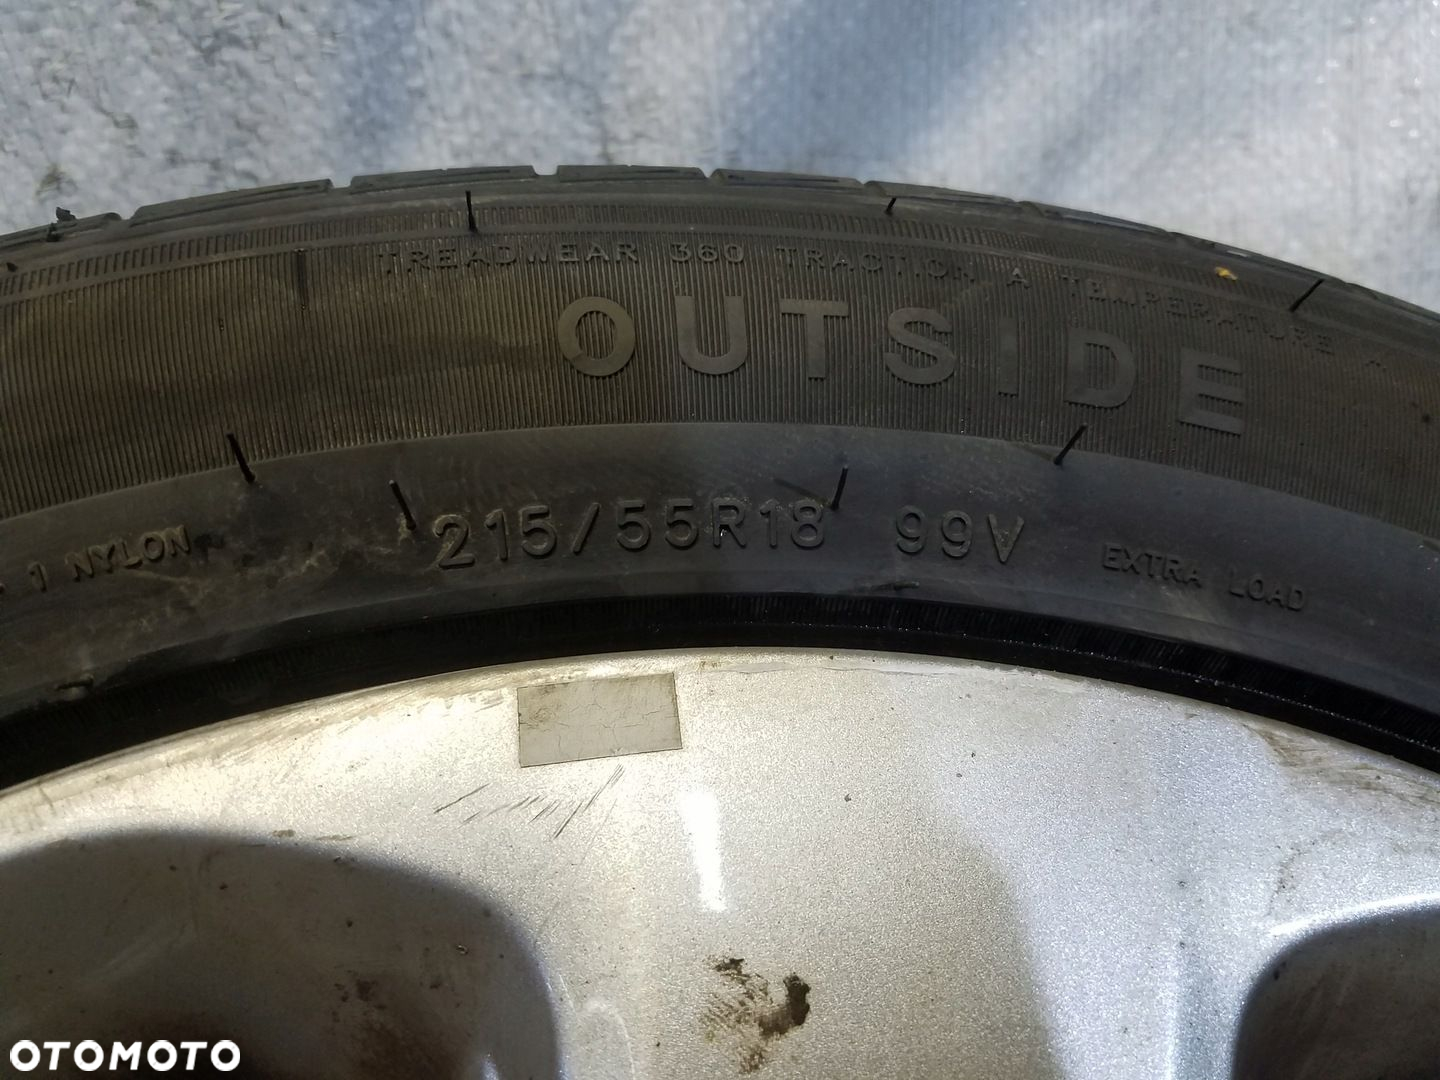 TREADWEAR 360 TRACTION A TEMPERATURE A
OUTSIDE
1 NYLON
215/55R18 99V
EXTRA LOAD
OTOMOTO